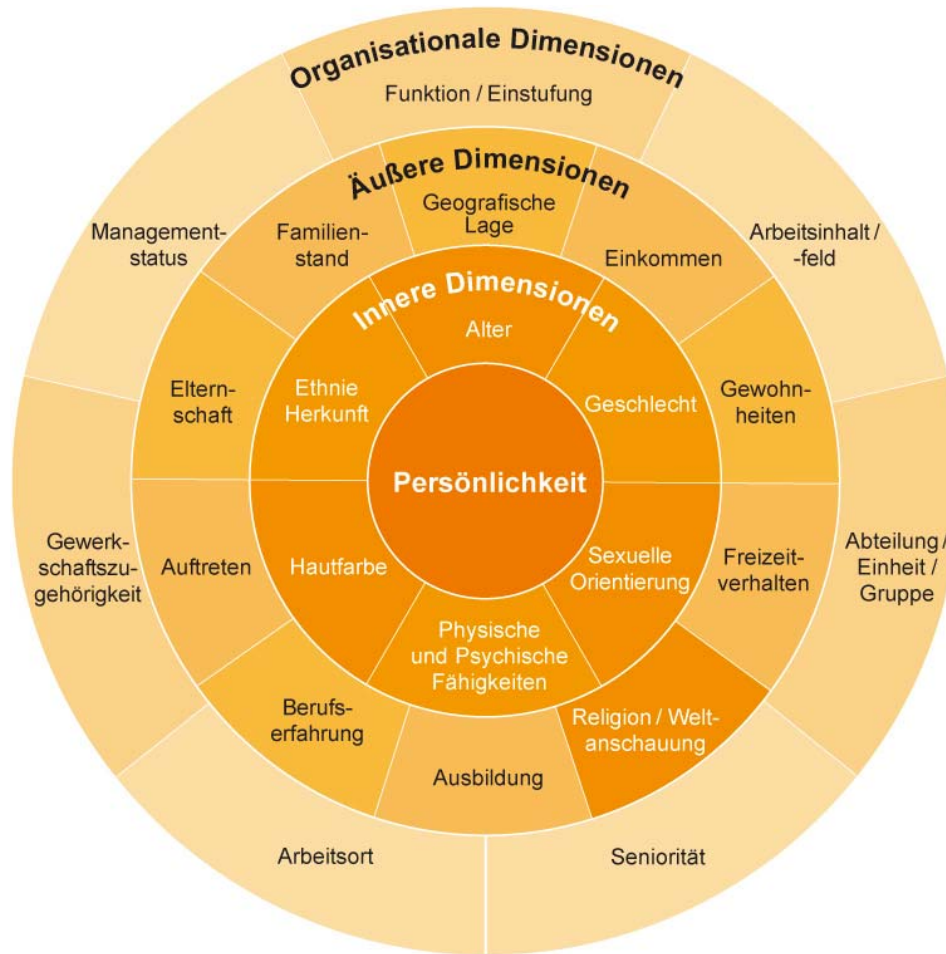 Organisationale Dimensionen
Funktion / Einstufung
Arbeitsinhalt /
-feld
Abteilung /
Einheit /
Gruppe
Seniorität
Arbeitsort
Gewerk-
schaftszu-
gehörigkeit
Management-
status
Äußere Dimensionen
Geografische
Lage
Einkommen
Gewohn-
heiten
Freizeit-
verhalten
Religion / Welt-
anschauung
Ausbildung
Berufs-
erfahrung
Auftreten
Eltern-
schaft
Familien-
stand
Innere Dimensionen
Alter
Geschlecht
Sexuelle
Orientierung
Physische
und Psychische
Fähigkeiten
Hautfarbe
Ethnie
Herkunft
Persönlichkeit